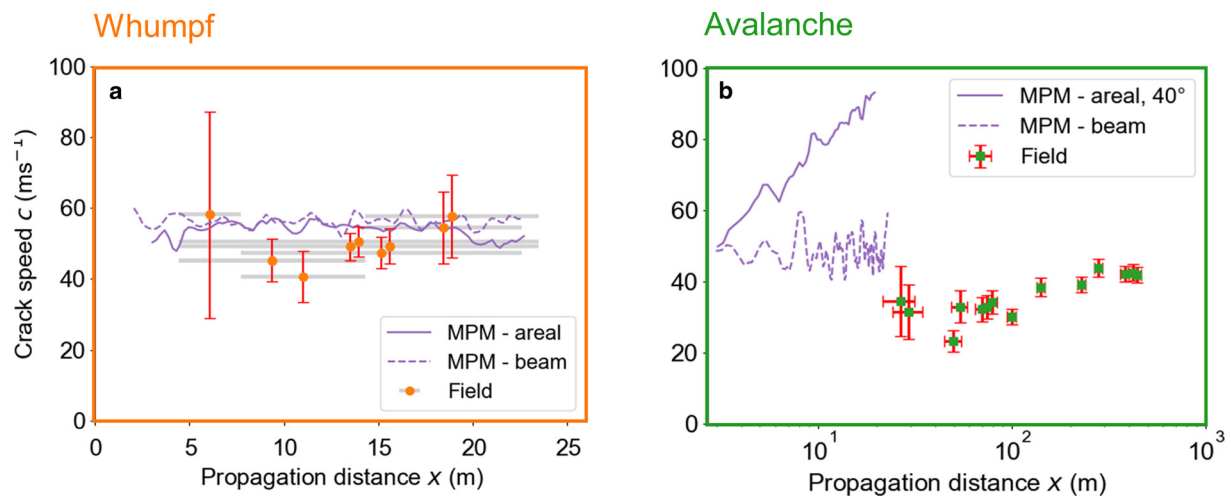 Whumpf
Avalanche
a
100
80
60
40
20
0
Crack speed c (ms⁻¹)
MPM - areal
MPM - beam
Field
0 5 10 15 20 25
Propagation distance x (m)
b
100
80
60
40
20
0
MPM - areal, 40°
MPM - beam
Field
10¹ 10² 10³
Propagation distance x (m)